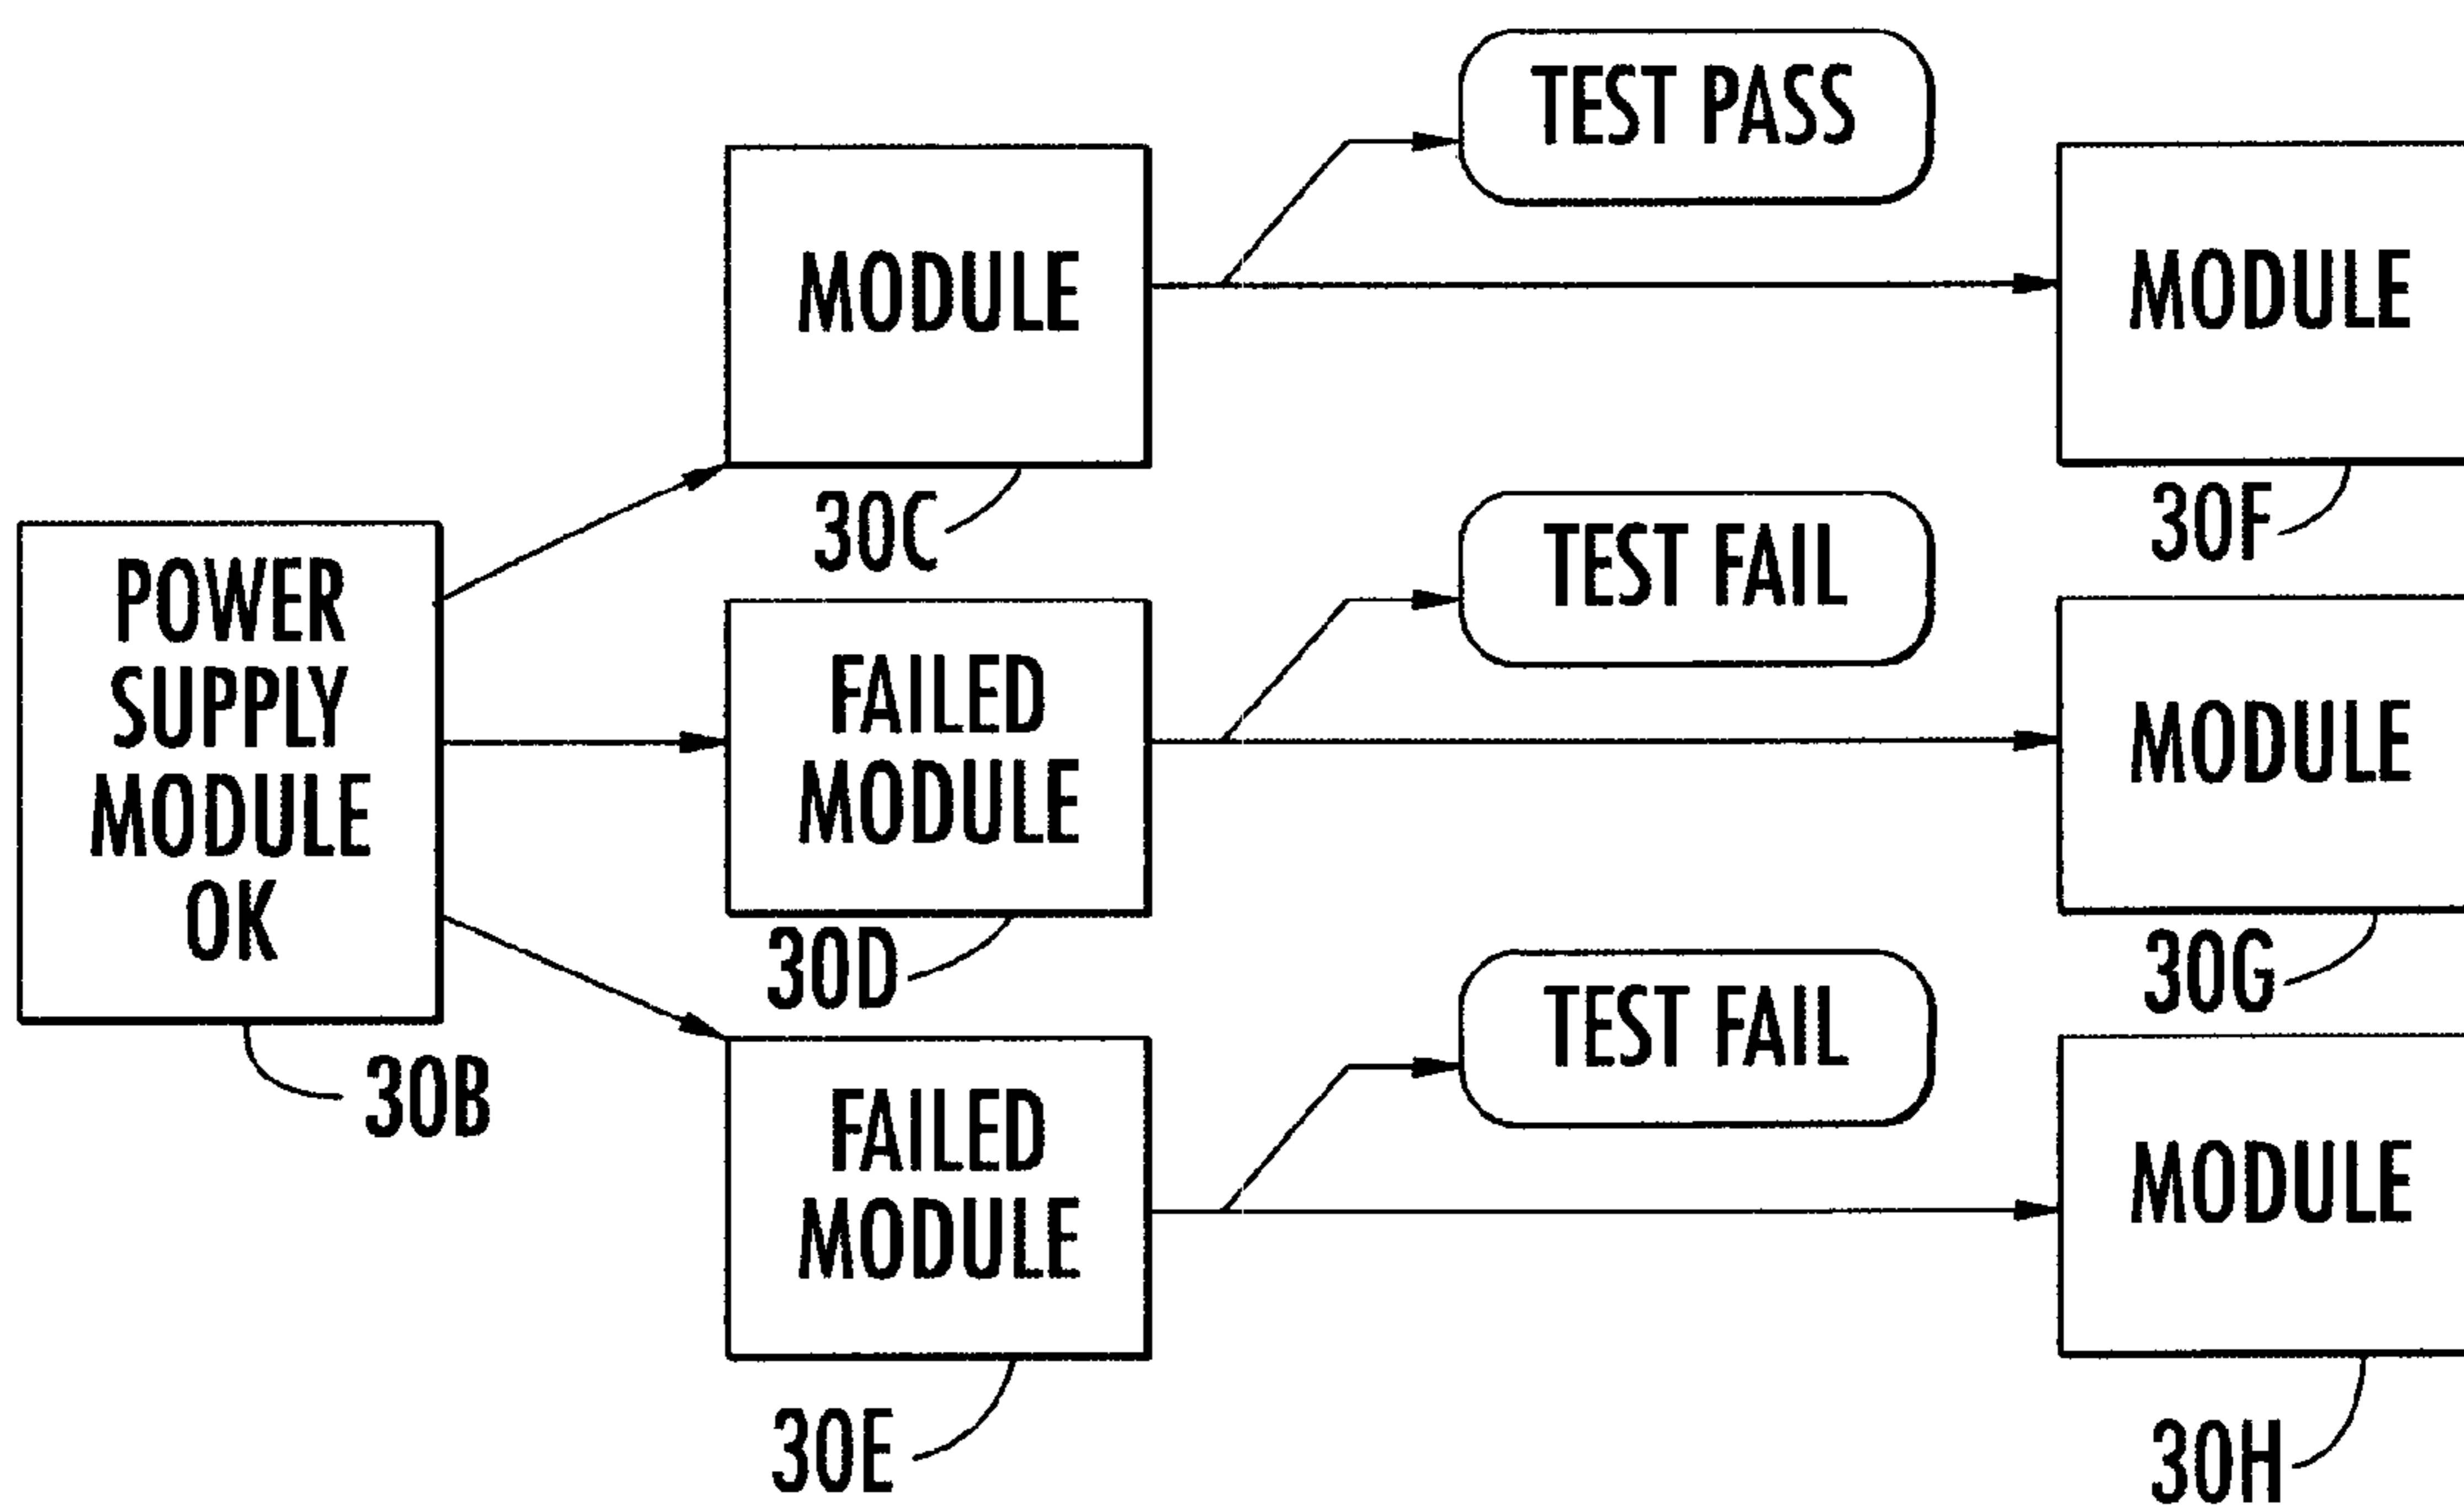 TEST PASS
MODULE
MODULE
30C
30F
POWER
SUPPLY
MODULE
OK
30B
TEST FAIL
FAILED
MODULE
30D
MODULE
30G
TEST FAIL
FAILED
MODULE
30E
MODULE
30H